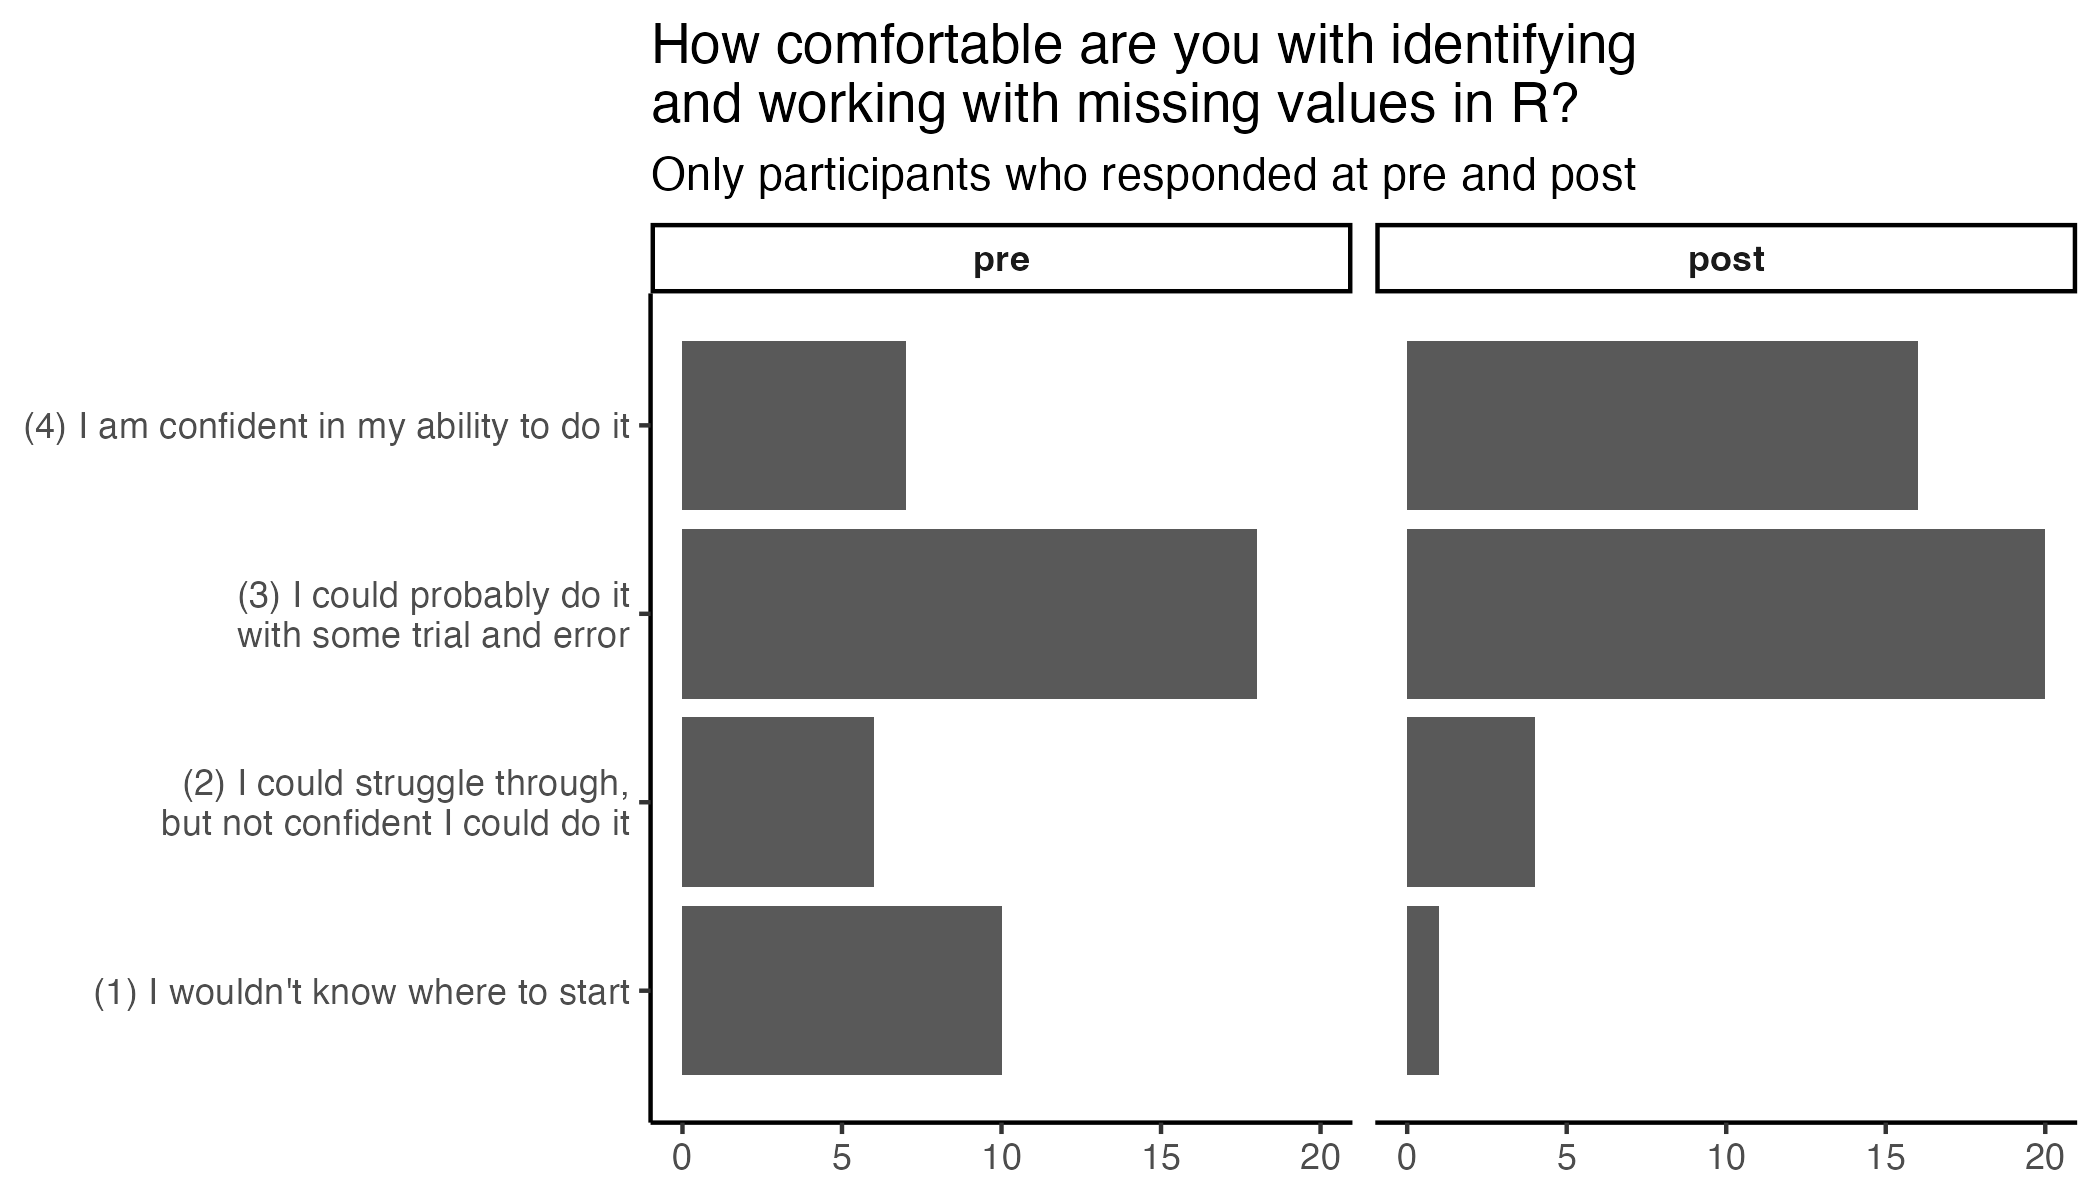 How comfortable are you with identifying
and working with missing values in R?
Only participants who responded at pre and post
pre
post
(4) I am confident in my ability to do it
(3) I could probably do it
with some trial and error
(2) I could struggle through,
but not confident I could do it
(1) I wouldn't know where to start
0 5 10 15 20
0 5 10 15 20